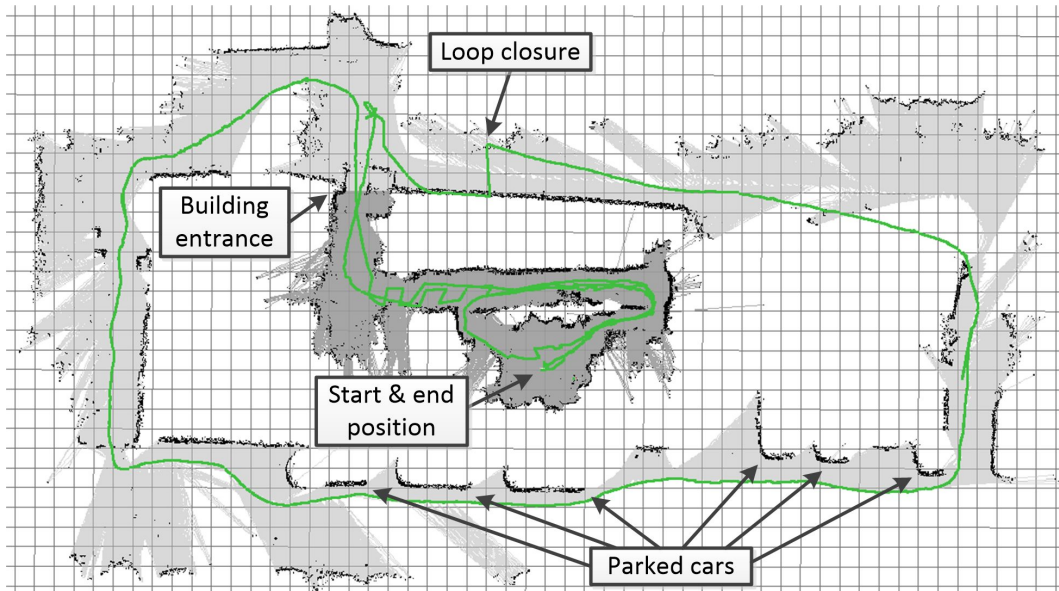 Loop closure
Building
entrance
Start & end
position
Parked cars